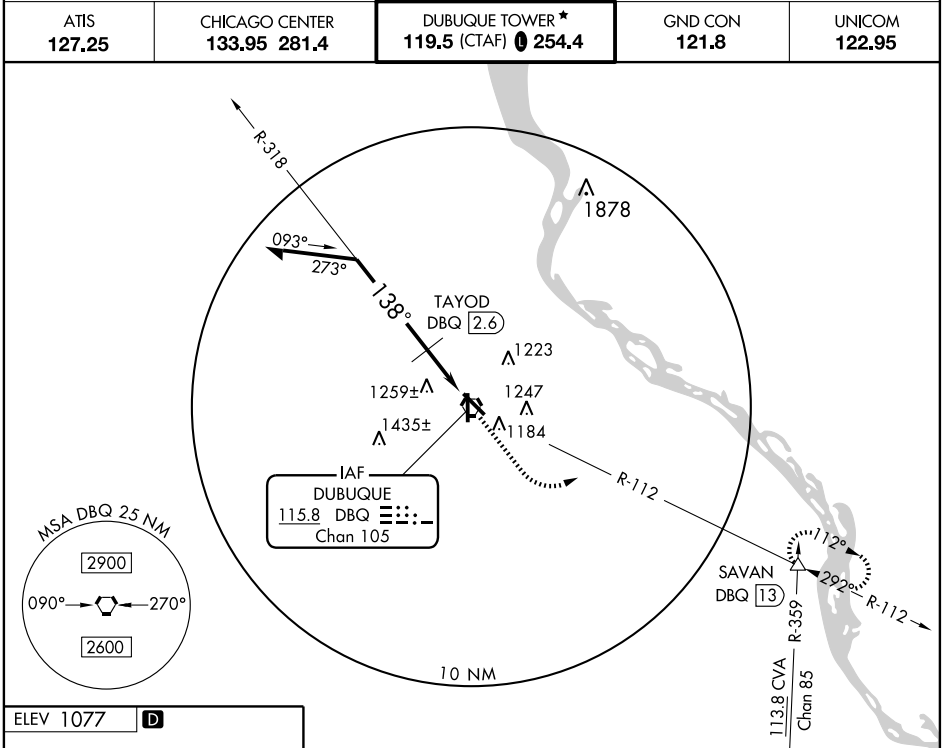 ATIS
127.25
CHICAGO CENTER
133.95 281.4
DUBUQUE TOWER★
119.5 (CTAF) L 254.4
GND CON
121.8
UNICOM
122.95
R-318
1878
093°
273°
138°
TAYOD
DBQ 2.6
1223
1259±
1247
1435±
1184
IAF
DUBUQUE
115.8 DBQ
Chan 105
R-112
MSA DBQ 25 NM
2900
090°
270°
2600
SAVAN
DBQ 13
112°
292°
R-112
R-359
113.8 CVA
Chan 85
10 NM
ELEV 1077 D